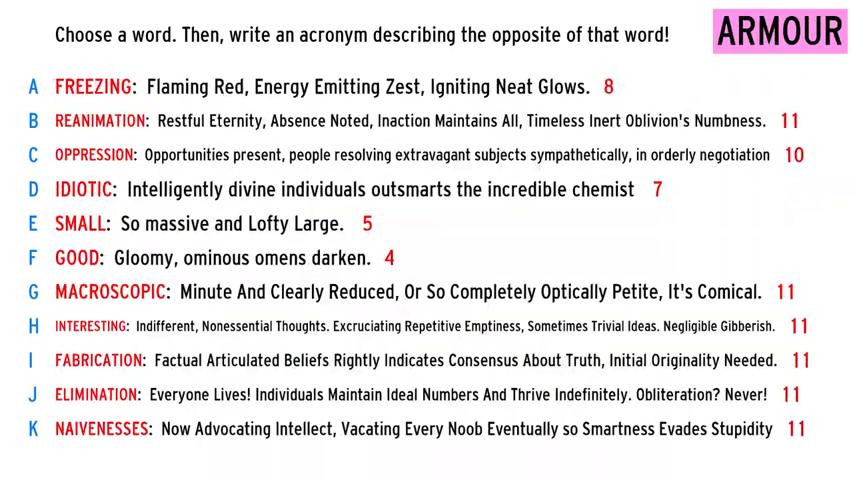 Choose a word. Then, write an acronym describing the opposite of that word!
ARMOUR
A FREEZING: Flaming Red, Energy Emitting Zest, Igniting Neat Glows. 8
B REANIMATION: Restful Eternity, Absence Noted, Inaction Maintains All, Timeless Inert Oblivion's Numbness. 11
C OPPRESSION: Opportunities present, people resolving extravagant subjects sympathetically, in orderly negotiation 10
D IDIOTIC: Intelligently divine individuals outsmarts the incredible chemist 7
E SMALL: So massive and Lofty Large. 5
F GOOD: Gloomy, ominous omens darken. 4
G MACROSCOPIC: Minute And Clearly Reduced, Or So Completely Optically Petite, It's Comical. 11
H INTERESTING: Indifferent, Nonessential Thoughts. Excruciating Repetitive Emptiness, Sometimes Trivial Ideas. Negligible Gibberish. 11
I FABRICATION: Factual Articulated Beliefs Rightly Indicates Consensus About Truth, Initial Originality Needed. 11
J ELIMINATION: Everyone Lives! Individuals Maintain Ideal Numbers And Thrive Indefinitely. Obliteration? Never! 11
K NAIVENESSES: Now Advocating Intellect, Vacating Every Noob Eventually so Smartness Evades Stupidity 11